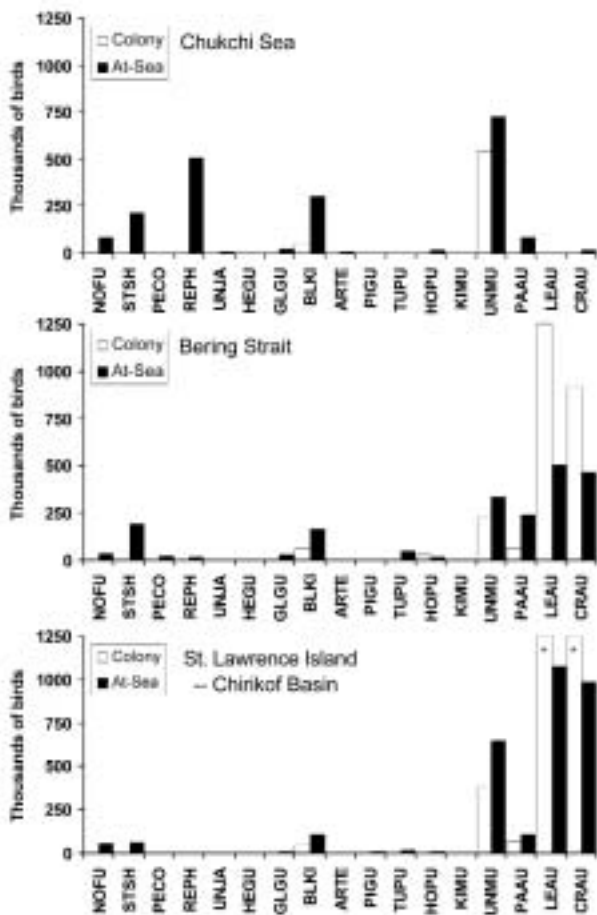 1250
Colony
At-Sea
Chukchi Sea
1000
750
500
250
0
Thousands of birds
NOFU STSH PECO REPH UNJA HEGU GLGU BLKI ARTE PIGU TUPU HOPU KIMU UNMU PAAU LEAU CRAU
1250
Colony
At-Sea
Bering Strait
1000
750
500
250
0
Thousands of birds
NOFU STSH PECO REPH UNJA HEGU GLGU BLKI ARTE PIGU TUPU HOPU KIMU UNMU PAAU LEAU CRAU
1250
Colony
At-Sea
St. Lawrence Island
-- Chirikof Basin
* *
1000
750
500
250
0
Thousands of birds
NOFU STSH PECO REPH UNJA HEGU GLGU BLKI ARTE PIGU TUPU HOPU KIMU UNMU PAAU LEAU CRAU